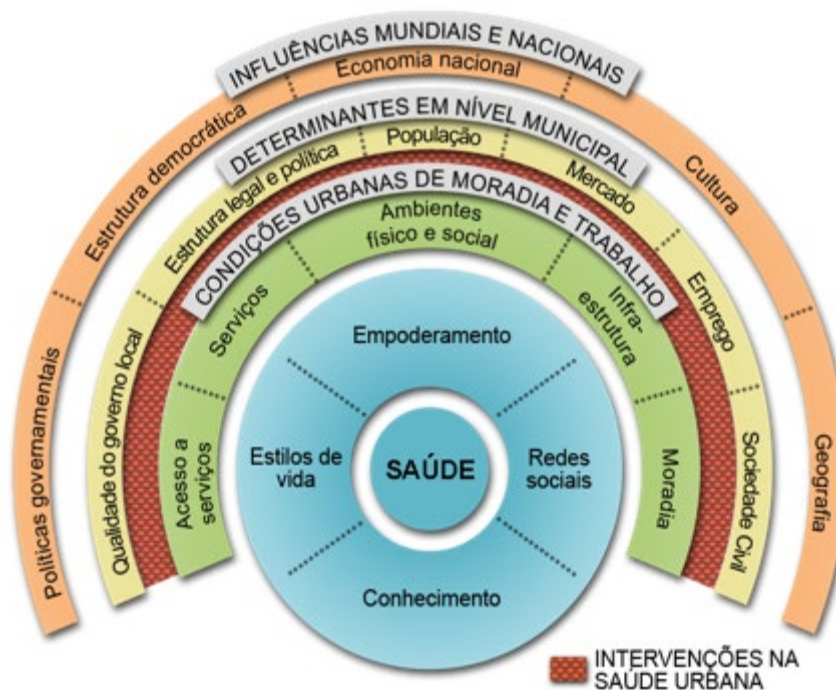 INFLUÊNCIAS MUNDIAIS E NACIONAIS
Políticas governamentais
Estrutura democrática
Economia nacional
Cultura
Geografia
DETERMINANTES EM NÍVEL MUNICIPAL
Qualidade do governo local
Estrutura legal e política
População
Mercado
Emprego
Sociedade Civil
CONDIÇÕES URBANAS DE MORADIA E TRABALHO
Acesso a
serviços
Serviços
Ambientes
físico e social
Infra-
estrutura
Moradia
Empoderamento
Estilos de
vida
SAÚDE
Redes
sociais
Conhecimento
INTERVENÇÕES NA
SAÚDE URBANA